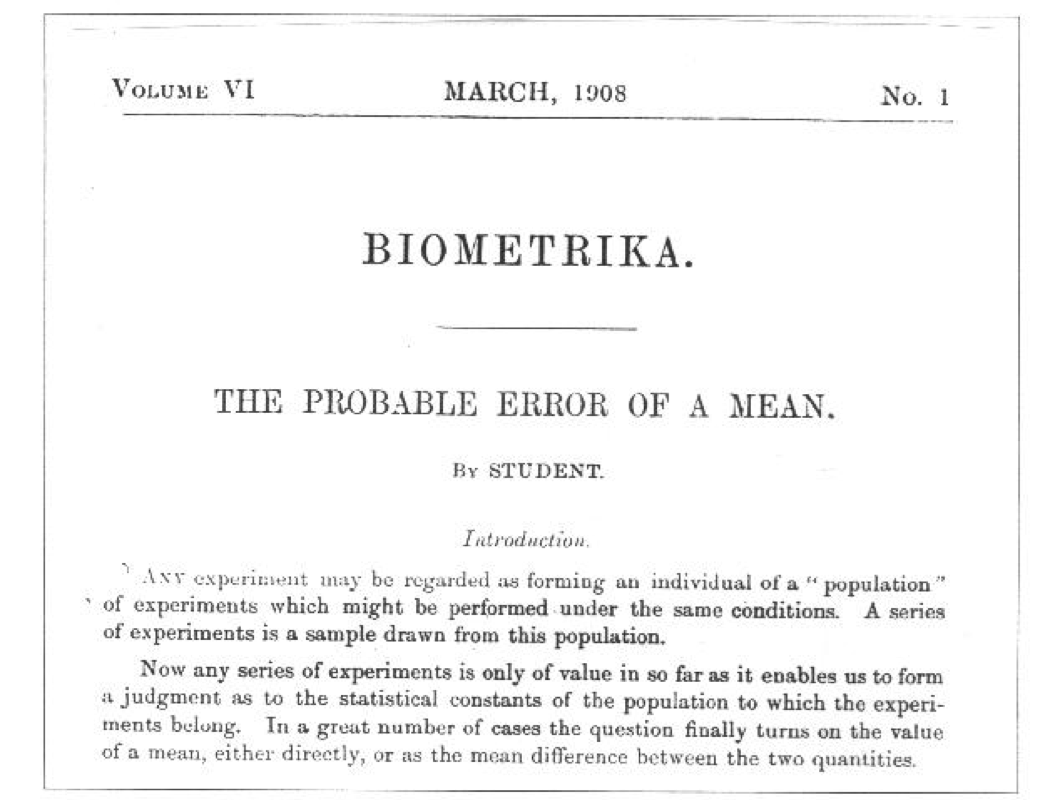 VOLUME VI MARCH, 1908 No. 1
BIOMETRIKA.
THE PROBABLE ERROR OF A MEAN.
BY STUDENT.
Introduction.
ANY experiment may be regarded as forming an individual of a “ population ”
of experiments which might be performed under the same conditions. A series
of experiments is a sample drawn from this population.
Now any series of experiments is only of value in so far as it enables us to form
a judgment as to the statistical constants of the population to which the experi-
ments belong. In a great number of cases the question finally turns on the value
of a mean, either directly, or as the mean difference between the two quantities.